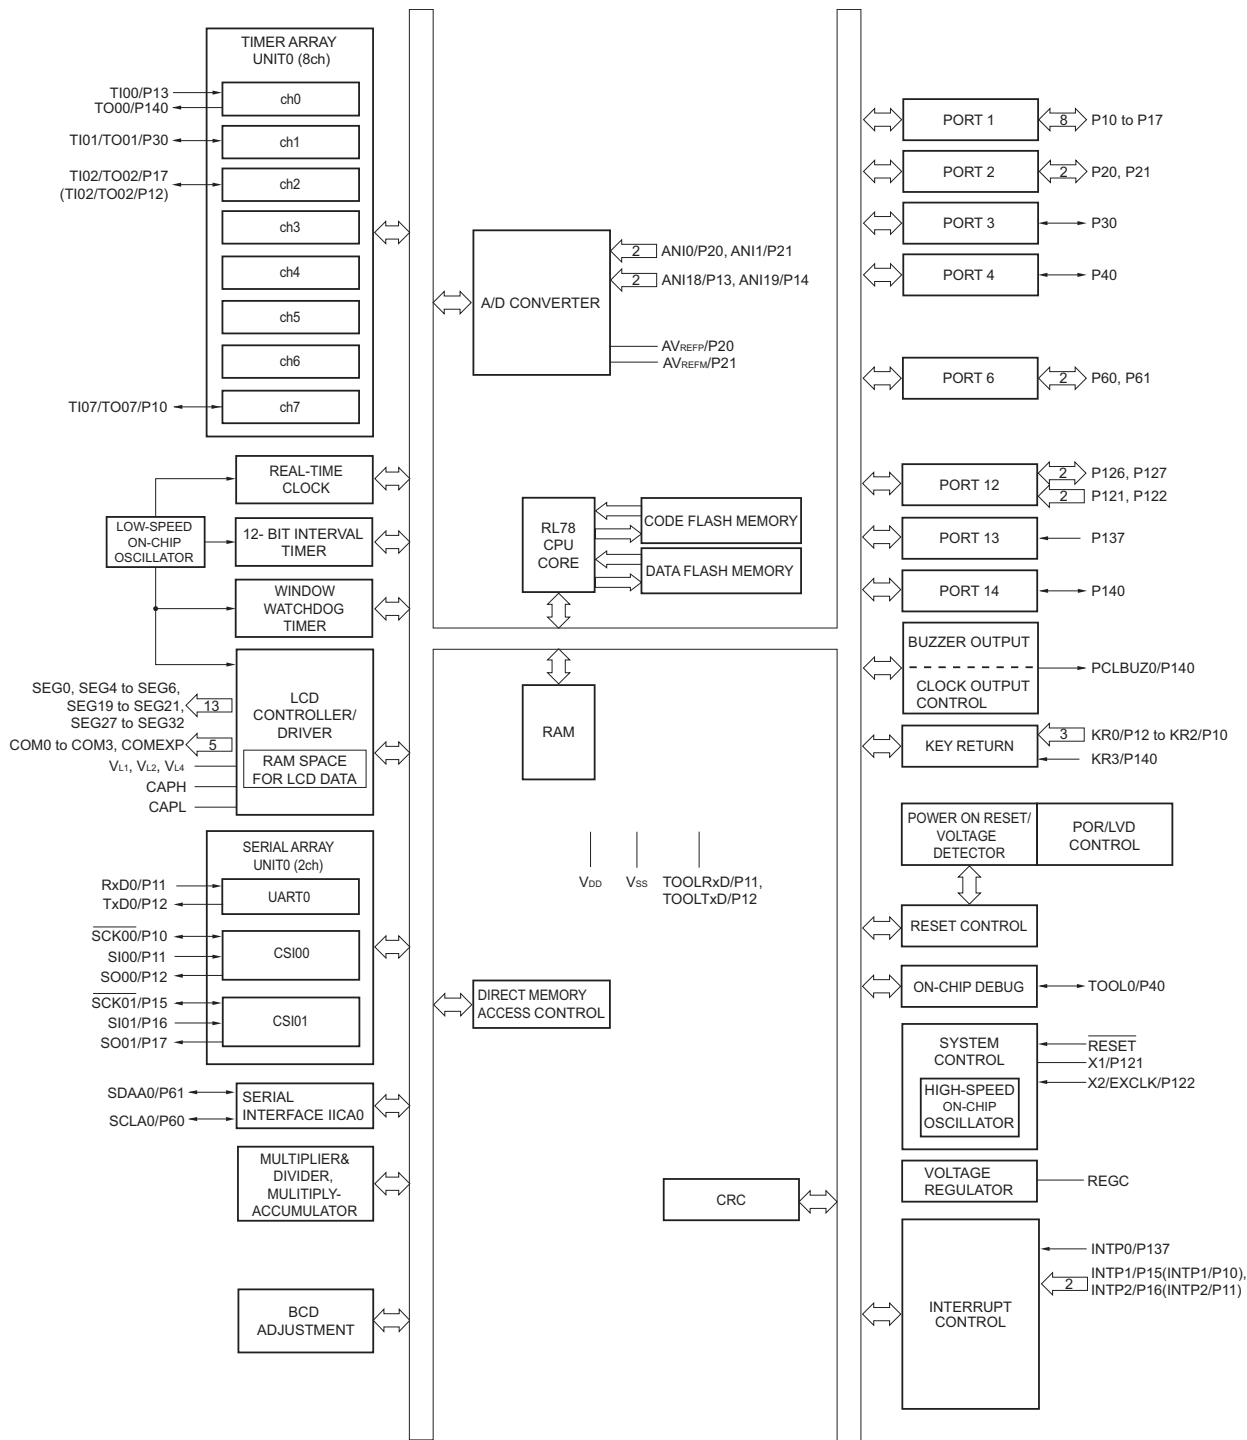 TIMER ARRAY
UNIT0 (8ch)
TI00/P13
TO00/P140
ch0
TI01/TO01/P30
ch1
TI02/TO02/P17
(TI02/TO02/P12)
ch2
ch3
ch4
ch5
ch6
TI07/TO07/P10
ch7
REAL-TIME
CLOCK
LOW-SPEED
ON-CHIP
OSCILLATOR
12- BIT INTERVAL
TIMER
WINDOW
WATCHDOG
TIMER
LCD
CONTROLLER/
DRIVER
RAM SPACE
FOR LCD DATA
SEG0, SEG4 to SEG6,
SEG19 to SEG21,
SEG27 to SEG32
13
COM0 to COM3, COMEXP
5
VL1, VL2, VL4
CAPH
CAPL
SERIAL ARRAY
UNIT0 (2ch)
RxD0/P11
TxD0/P12
UART0
SCK00/P10
SI00/P11
SO00/P12
CSI00
SCK01/P15
SI01/P16
SO01/P17
CSI01
SDAA0/P61
SCLA0/P60
SERIAL
INTERFACE IICA0
MULTIPLIER&
DIVIDER,
MULITIPLY-
ACCUMULATOR
BCD
ADJUSTMENT
A/D CONVERTER
2
ANI0/P20, ANI1/P21
2
ANI18/P13, ANI19/P14
AVREFP/P20
AVREFM/P21
RL78
CPU
CORE
CODE FLASH MEMORY
DATA FLASH MEMORY
RAM
VDD
VSS
TOOLRxD/P11,
TOOLTxD/P12
DIRECT MEMORY
ACCESS CONTROL
CRC
PORT 1
8
P10 to P17
PORT 2
2
P20, P21
PORT 3
P30
PORT 4
P40
PORT 6
2
P60, P61
PORT 12
2
P126, P127
2
P121, P122
PORT 13
P137
PORT 14
P140
BUZZER OUTPUT
CLOCK OUTPUT
CONTROL
PCLBUZ0/P140
KEY RETURN
3
KR0/P12 to KR2/P10
KR3/P140
POWER ON RESET/
VOLTAGE
DETECTOR
POR/LVD
CONTROL
RESET CONTROL
ON-CHIP DEBUG
TOOL0/P40
SYSTEM
CONTROL
HIGH-SPEED
ON-CHIP
OSCILLATOR
RESET
X1/P121
X2/EXCLK/P122
VOLTAGE
REGULATOR
REGC
INTERRUPT
CONTROL
INTP0/P137
2
INTP1/P15(INTP1/P10),
INTP2/P16(INTP2/P11)